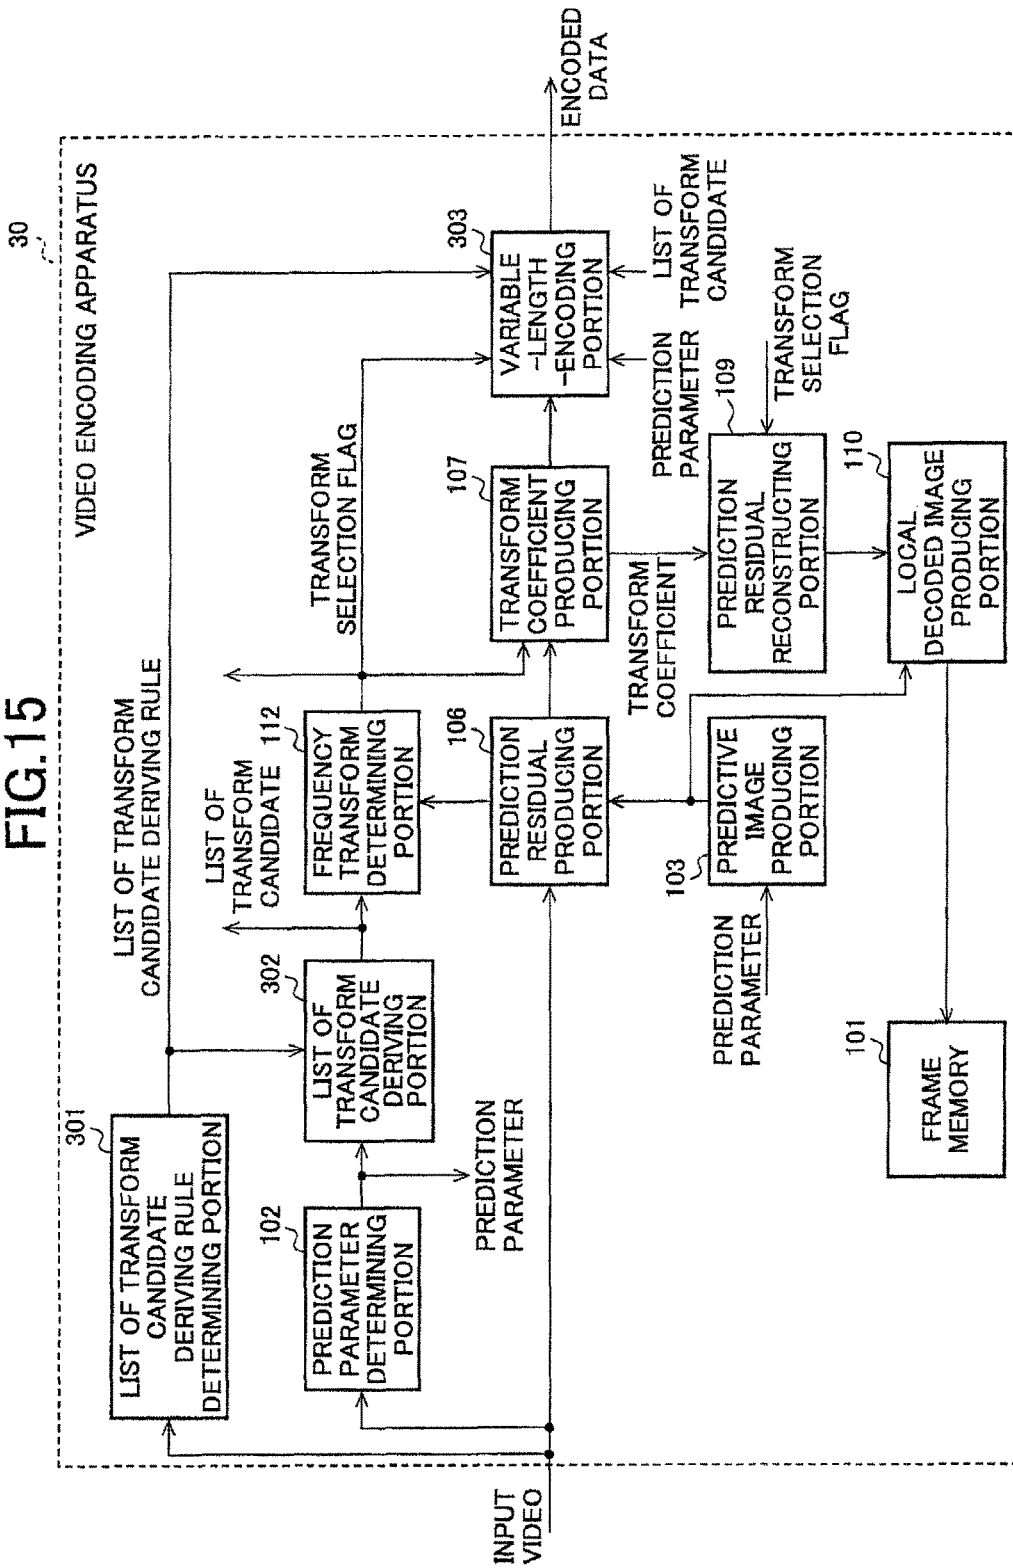 FIG.15
30
VIDEO ENCODING APPARATUS
INPUT
VIDEO
301
LIST OF TRANSFORM
CANDIDATE
DERIVING RULE
DETERMINING PORTION
LIST OF TRANSFORM
CANDIDATE DERIVING RULE
102
PREDICTION
PARAMETER
DETERMINING
PORTION
PREDICTION
PARAMETER
302
LIST OF
TRANSFORM
CANDIDATE
DERIVING
PORTION
LIST OF
TRANSFORM
CANDIDATE
112
FREQUENCY
TRANSFORM
DETERMINING
PORTION
TRANSFORM
SELECTION FLAG
106
PREDICTION
RESIDUAL
PRODUCING
PORTION
107
TRANSFORM
COEFFICIENT
PRODUCING
PORTION
303
VARIABLE
-LENGTH
-ENCODING
PORTION
ENCODED
DATA
PREDICTION
PARAMETER
LIST OF
TRANSFORM
CANDIDATE
TRANSFORM
COEFFICIENT
PREDICTION
PARAMETER
103
PREDICTIVE
IMAGE
PRODUCING
PORTION
109
PREDICTION
RESIDUAL
RECONSTRUCTING
PORTION
TRANSFORM
SELECTION
FLAG
101
FRAME
MEMORY
110
LOCAL
DECODED IMAGE
PRODUCING
PORTION